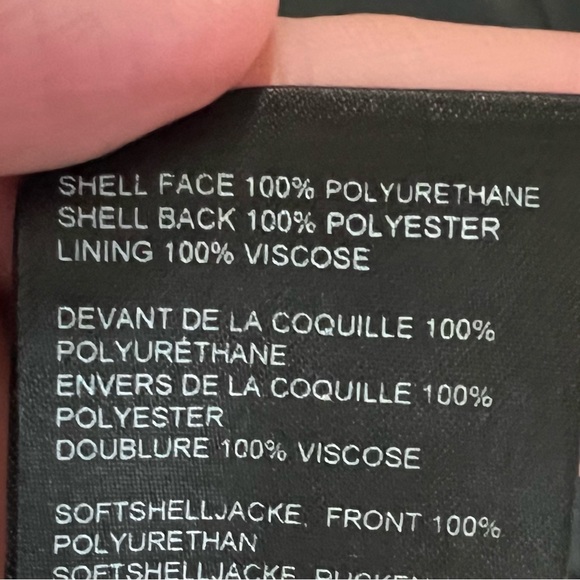 SHELL FACE 100% POLYURETHANE
SHELL BACK 100% POLYESTER
LINING 100% VISCOSE
DEVANT DE LA COQUILLE 100%
POLYURÉTHANE
ENVERS DE LA COQUILLE 100%
POLYESTER
DOUBLURE 100% VISCOSE
SOFTSHELLJACKE, FRONT 100%
POLYURETHAN
SOFTSHELLJACKE